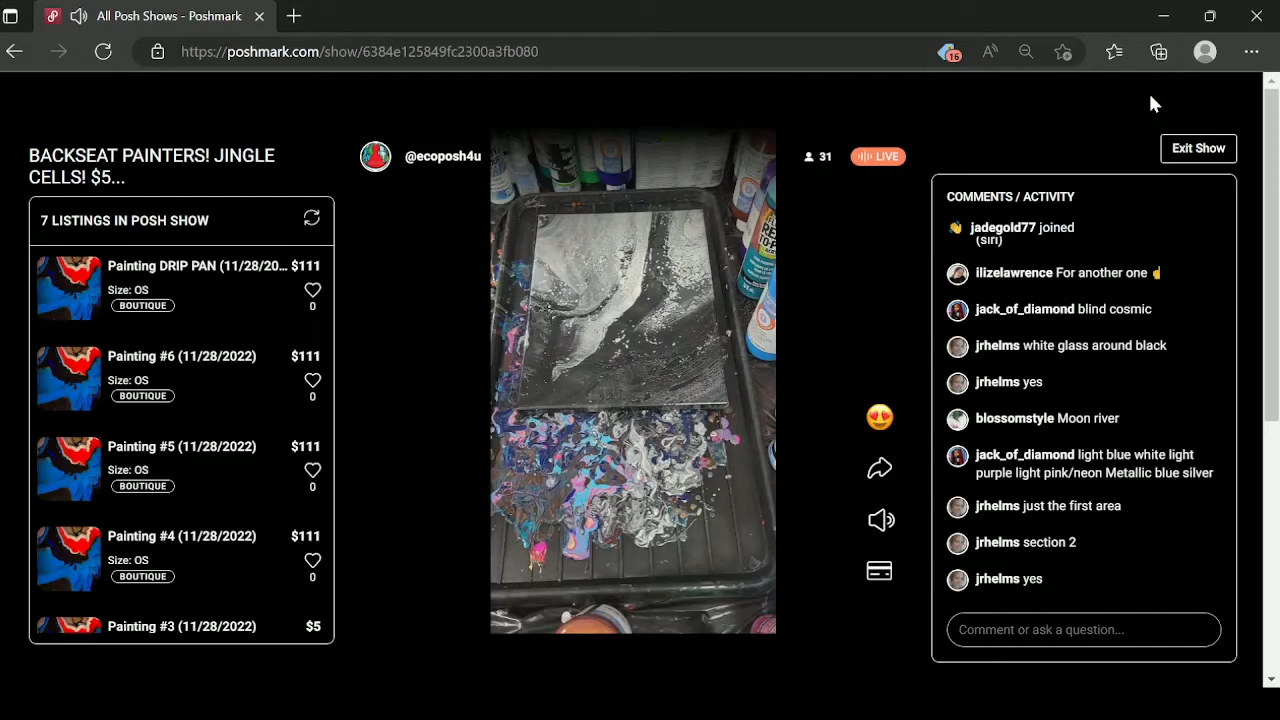 All Posh Shows - Poshmark
https://poshmark.com/show/6384e125849fc2300a3fb080
16
BACKSEAT PAINTERS! JINGLE
CELLS! $5...
@ecoposh4u
31
LIVE
Exit Show
7 LISTINGS IN POSH SHOW
Painting DRIP PAN (11/28/20... $111
Size: OS
BOUTIQUE
0
Painting #6 (11/28/2022) $111
Size: OS
BOUTIQUE
0
Painting #5 (11/28/2022) $111
Size: OS
BOUTIQUE
0
Painting #4 (11/28/2022) $111
Size: OS
BOUTIQUE
0
Painting #3 (11/28/2022) $5
COMMENTS / ACTIVITY
jadegold77 joined
(siri)
ilizelawrence For another one ☝
jack_of_diamond blind cosmic
jrhelms white glass around black
jrhelms yes
blossomstyle Moon river
jack_of_diamond light blue white light
purple light pink/neon Metallic blue silver
jrhelms just the first area
jrhelms section 2
jrhelms yes
Comment or ask a question...